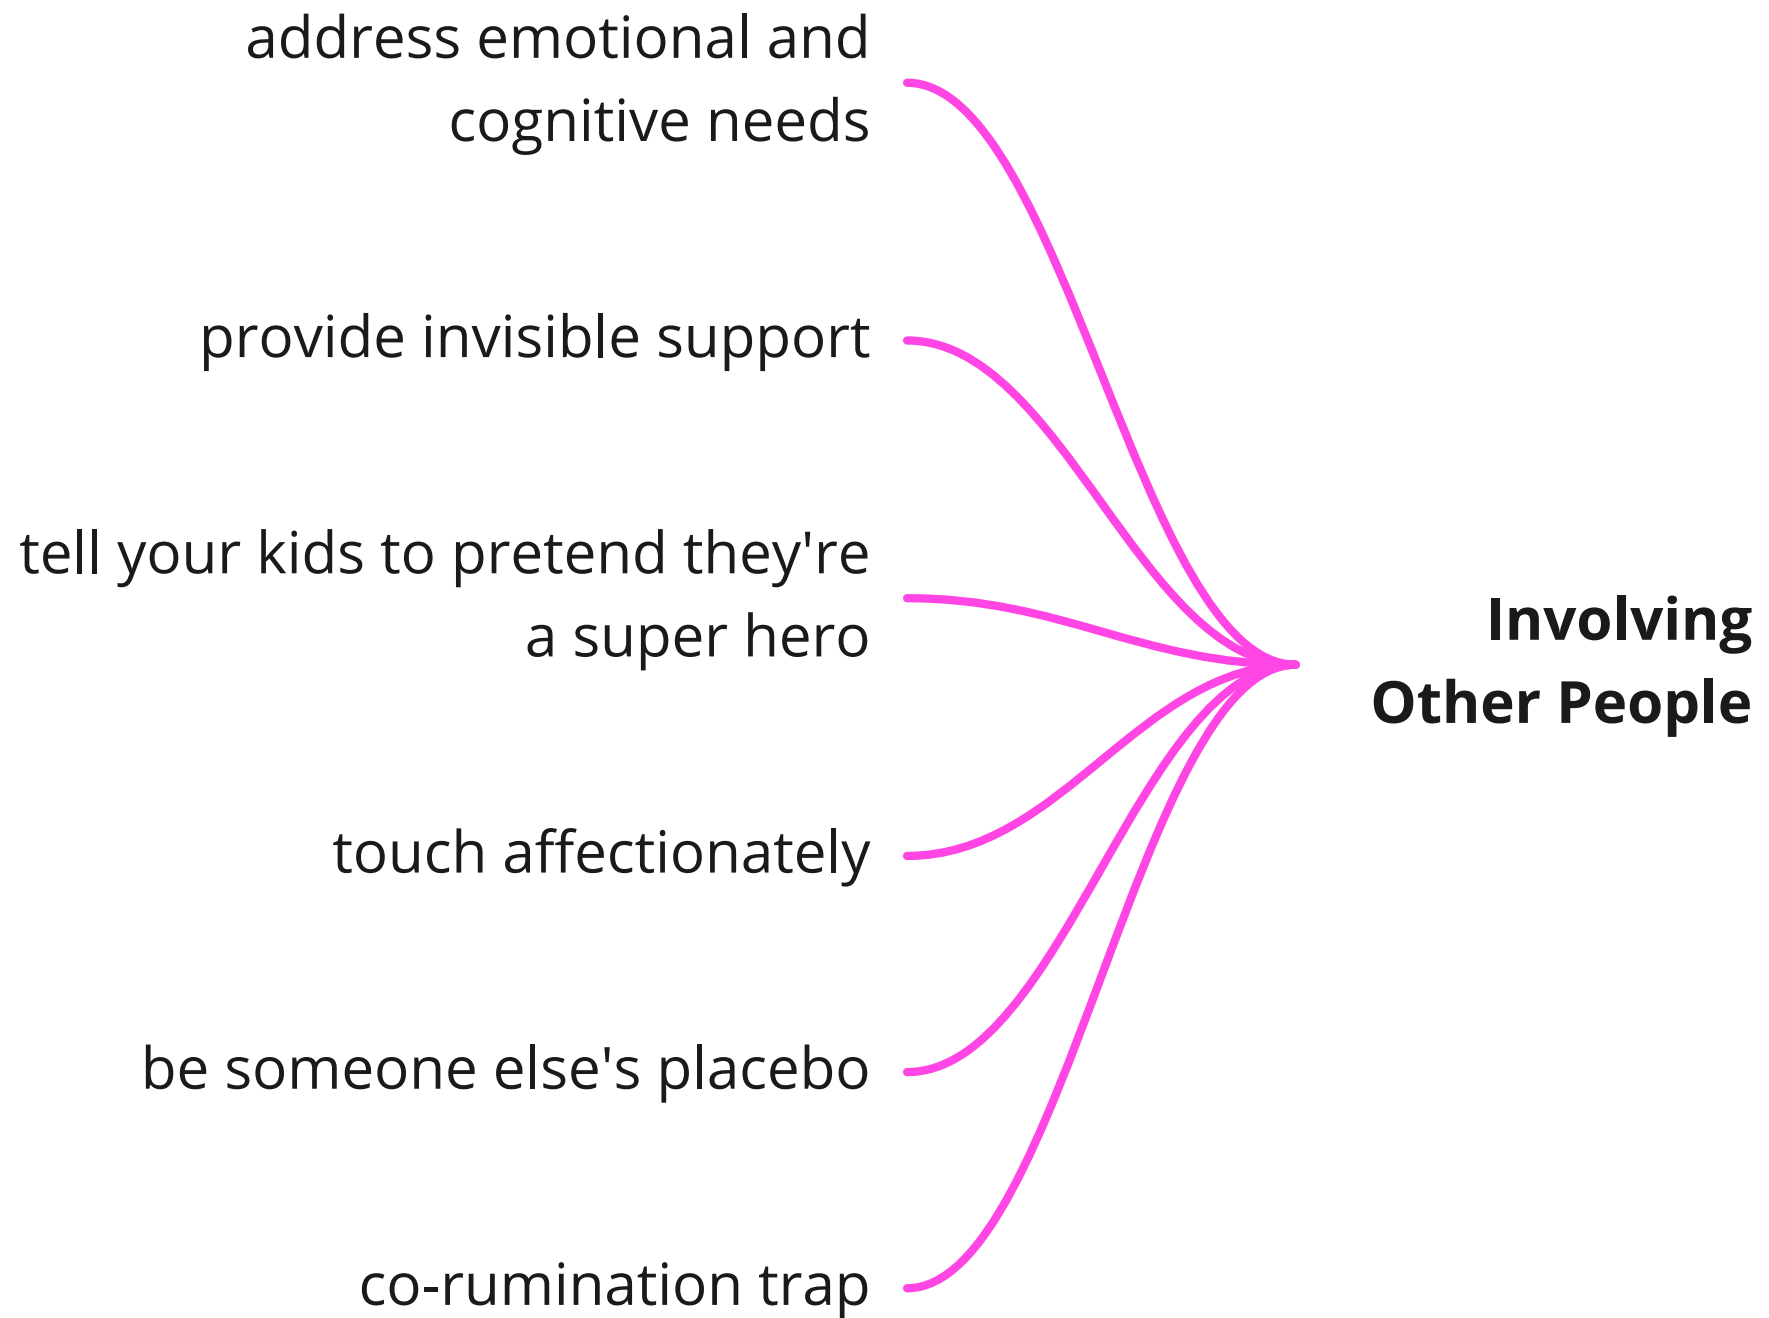 address emotional and
cognitive needs
provide invisible support
tell your kids to pretend they're
a super hero
touch affectionately
be someone else's placebo
co-rumination trap
Involving
Other People